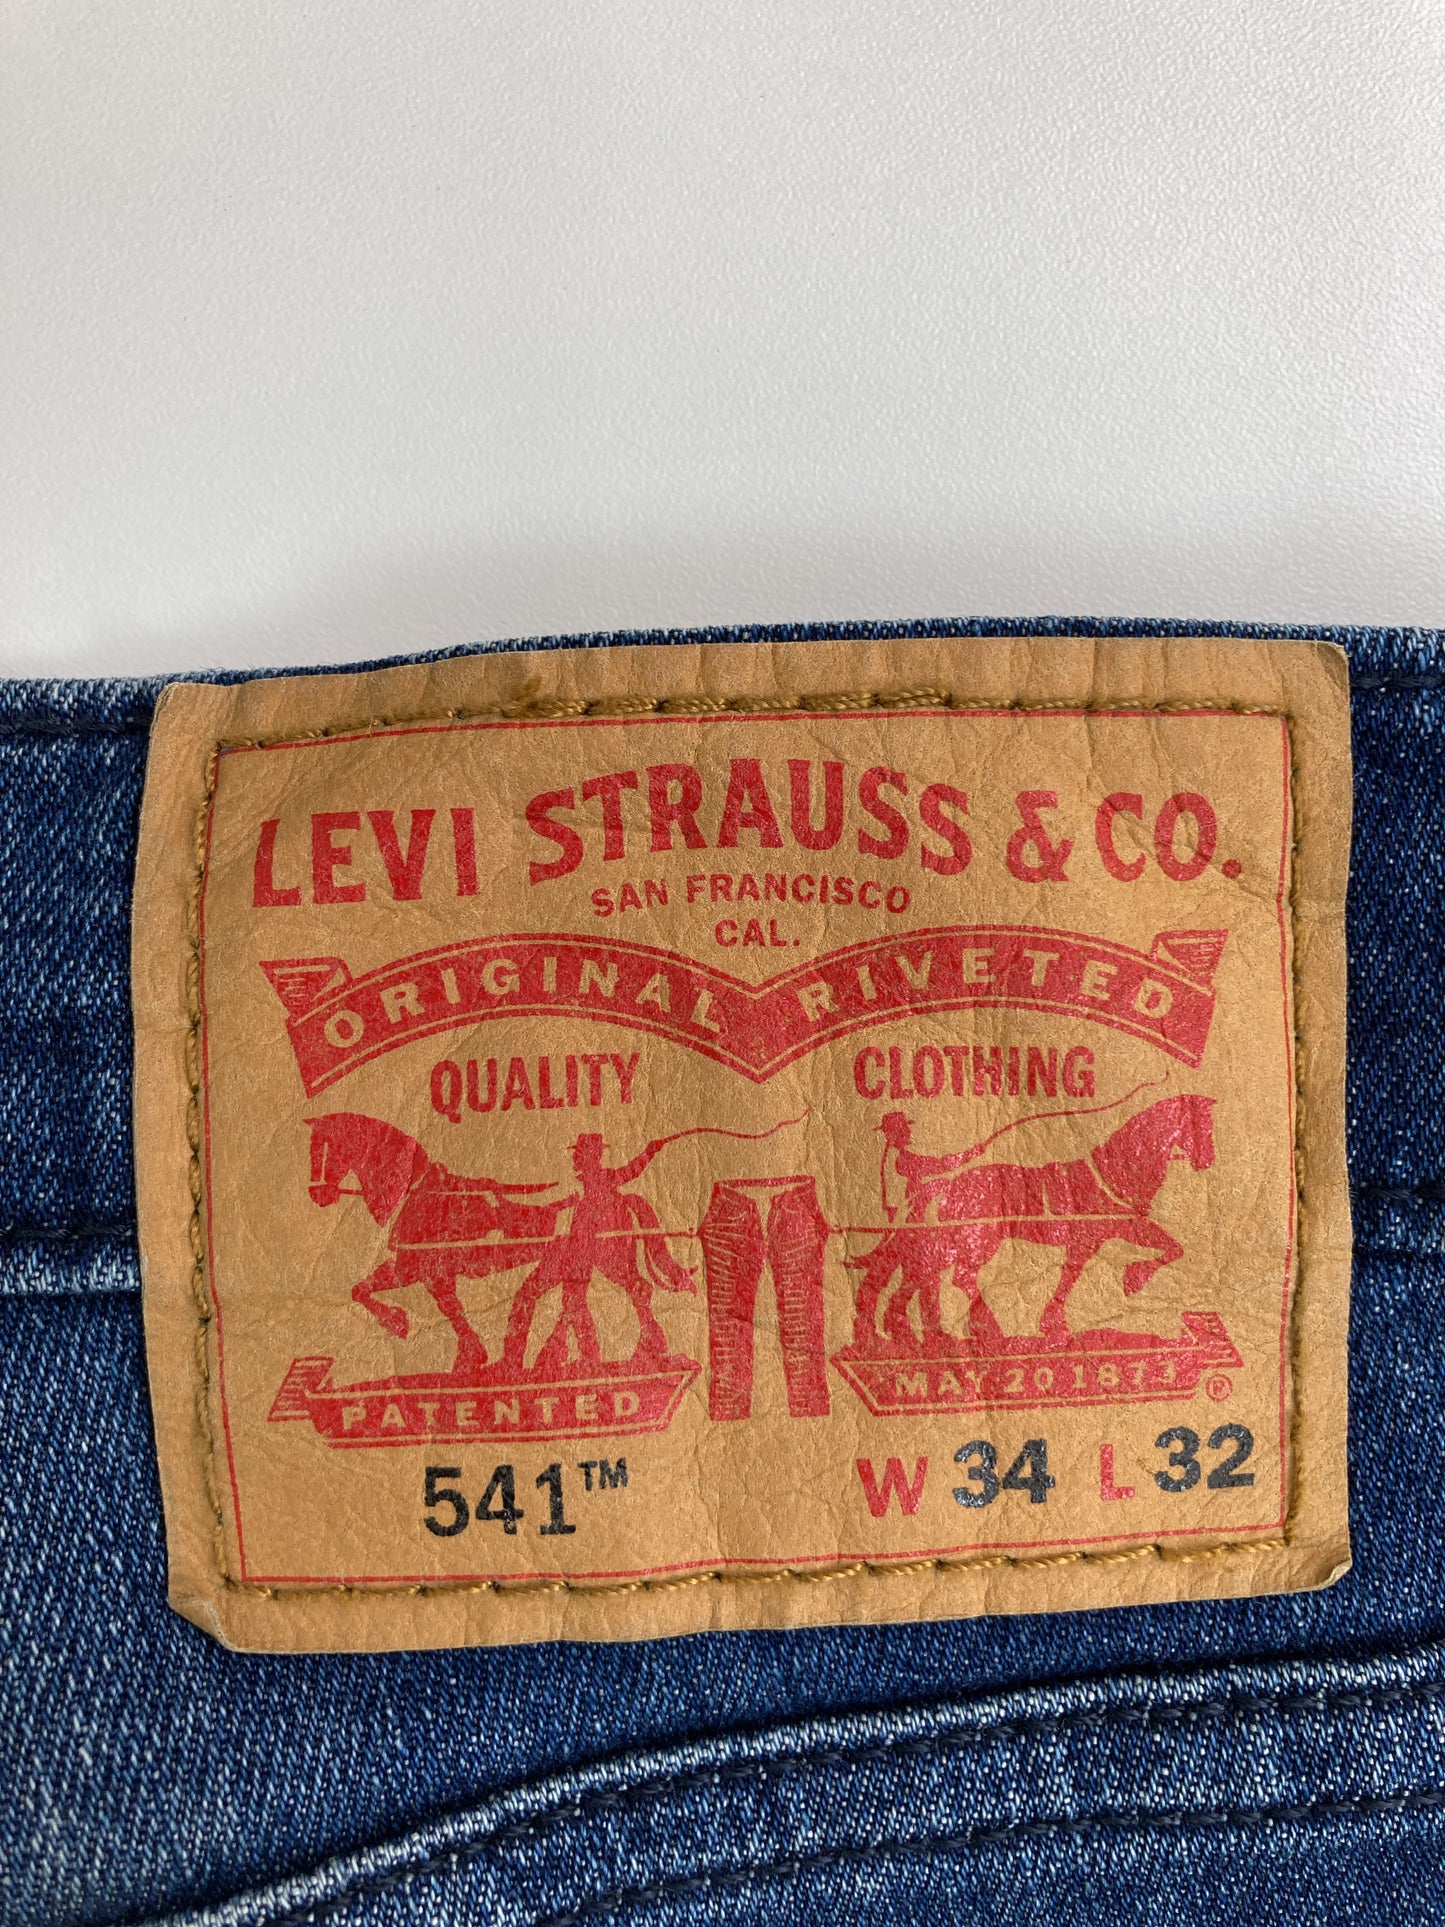 LEVI STRAUSS & CO.
SAN FRANCISCO
CAL.
ORIGINAL RIVETED
QUALITY CLOTHING
PATENTED MAY 20 1873 ®
541™ W 34 L 32